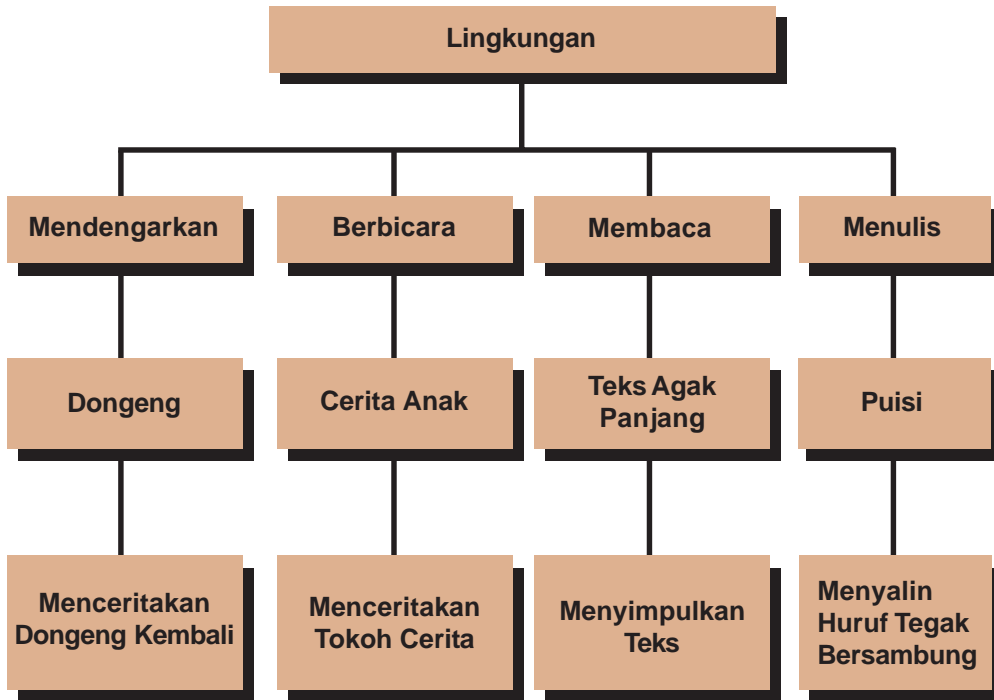 Lingkungan
Mendengarkan
Berbicara
Membaca
Menulis
Dongeng
Cerita Anak
Teks Agak
Panjang
Puisi
Menceritakan
Dongeng Kembali
Menceritakan
Tokoh Cerita
Menyimpulkan
Teks
Menyalin
Huruf Tegak
Bersambung